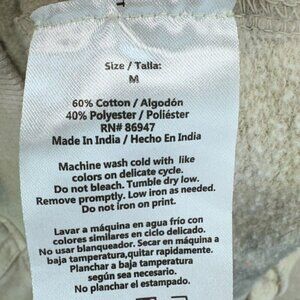 Size / Talla:
M
60% Cotton / Algodón
40% Polyester / Poliéster
RN# 86947
Made In India / Hecho En India
Machine wash cold with like
colors on delicate cycle.
Do not bleach. Tumble dry low.
Remove promptly. Low iron as needed.
Do not iron on print.
Lavar a máquina en agua frío con
colores similares en ciclo delicado.
No usar blanqueador. Secar en máquina a
baja temperatura,quitar rapidamente.
Planchar a baja temperatura
según sea necesario.
No planchar el estampado.